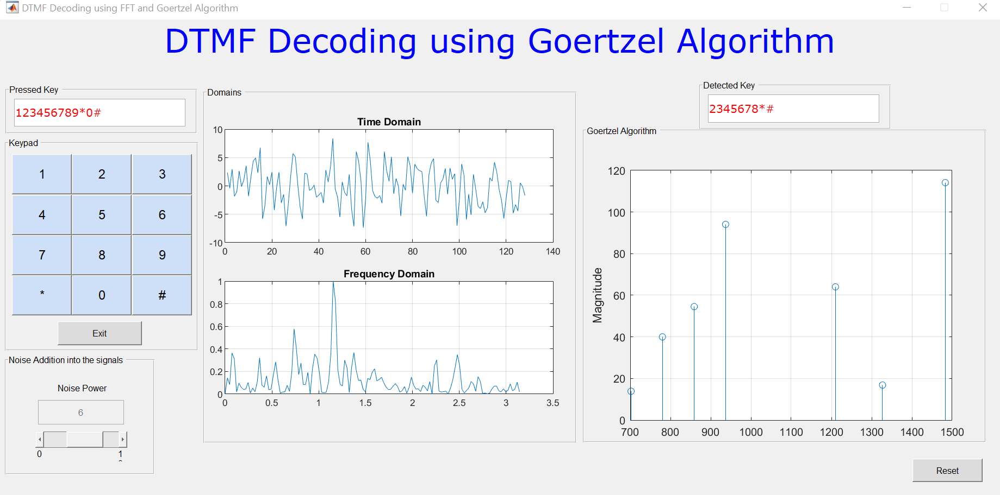 DTMF Decoding using FFT and Goertzel Algorithm
DTMF Decoding using Goertzel Algorithm
Pressed Key
123456789*0#
Keypad
1 2 3
4 5 6
7 8 9
* 0 #
Exit
Noise Addition into the signals
Noise Power
6
0 1
Domains
Time Domain
10
5
0
-5
-10
0 20 40 60 80 100 120 140
Frequency Domain
1
0.8
0.6
0.4
0.2
0
0 0.5 1 1.5 2 2.5 3 3.5
Detected Key
2345678*#
Goertzel Algorithm
Magnitude
120
100
80
60
40
20
0
700 800 900 1000 1100 1200 1300 1400 1500
Reset